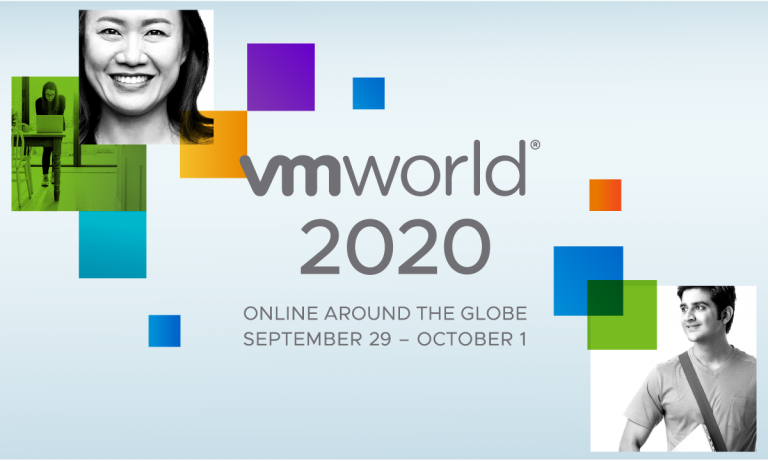 vmworld®
2020
ONLINE AROUND THE GLOBE
SEPTEMBER 29 – OCTOBER 1